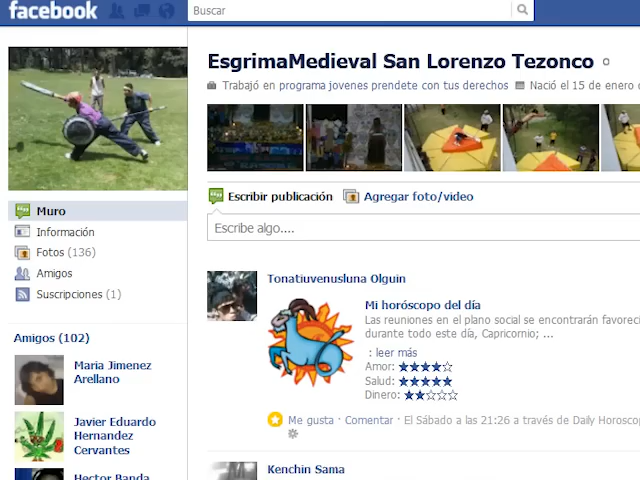 facebook
Buscar
EsgrimaMedieval San Lorenzo Tezonco
Trabajó en programa jovenes prendete con tus derechos
Nació el 15 de enero
Escribir publicación
Agregar foto/video
Escribe algo....
Muro
Información
Fotos (136)
Amigos
Suscripciones (1)
Amigos (102)
Maria Jimenez
Arellano
Javier Eduardo
Hernandez
Cervantes
Hector Banda
Tonatiuvenusluna Olguin
Mi horóscopo del día
Las reuniones en el plano social se encontrarán
durante todo este día, Capricornio; ...
: leer más
Amor:
Salud:
Dinero:
Me gusta · Comentar · El Sábado a las 21:26 a través de Daily
Kenchin Sama